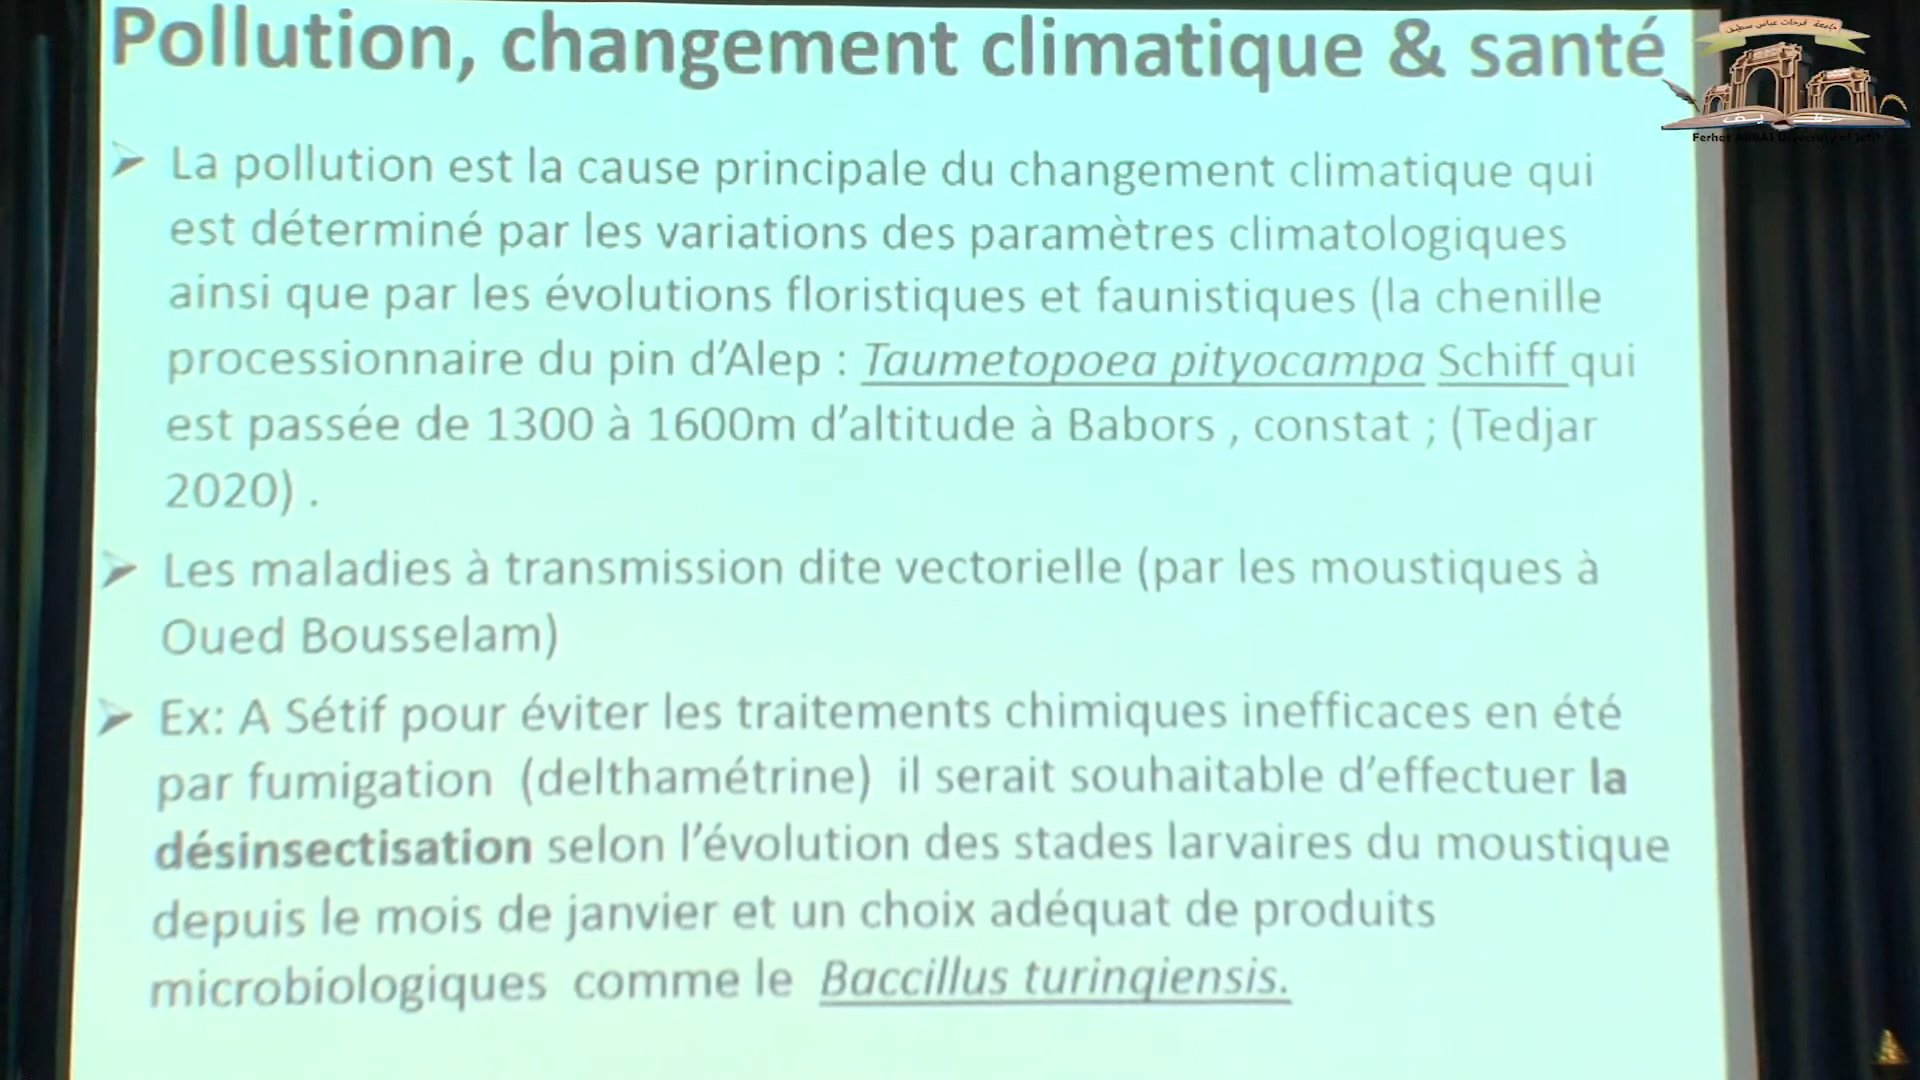 Pollution, changement climatique & santé
جامعة فرحات عباس سطيف
La pollution est la cause principale du changement climatique qui
est déterminé par les variations des paramètres climatologiques
ainsi que par les évolutions floristiques et faunistiques (la chenille
processionnaire du pin d’Alep : Taumetopoea pityocampa Schiff qui
est passée de 1300 à 1600m d’altitude à Babors , constat ; (Tedjar
2020) .
Les maladies à transmission dite vectorielle (par les moustiques à
Oued Bousselam)
Ex: A Sétif pour éviter les traitements chimiques inefficaces en été
par fumigation (delthamétrine) il serait souhaitable d’effectuer la
désinsectisation selon l’évolution des stades larvaires du moustique
depuis le mois de janvier et un choix adéquat de produits
microbiologiques comme le Baccillus turingiensis.